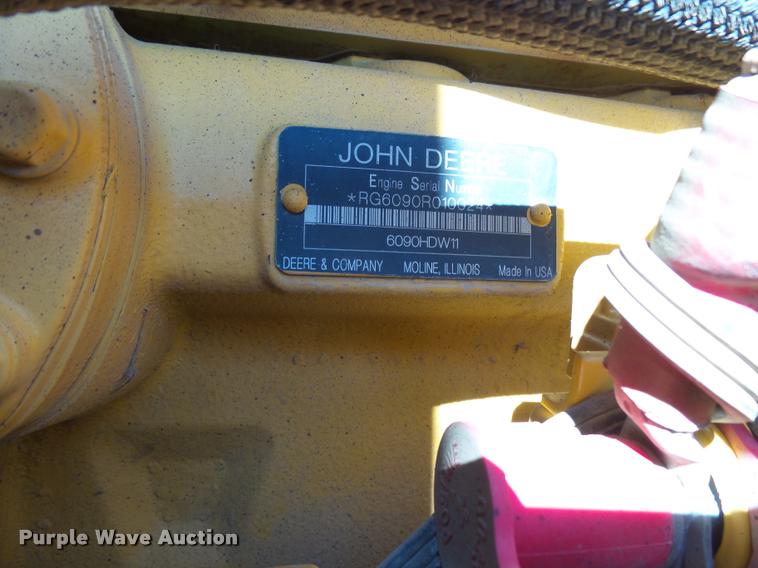 JOHN DEERE
Engine Serial Number
*RG6090R010024*
6090HDW11
DEERE & COMPANY MOLINE, ILLINOIS Made In USA
Purple Wave Auction